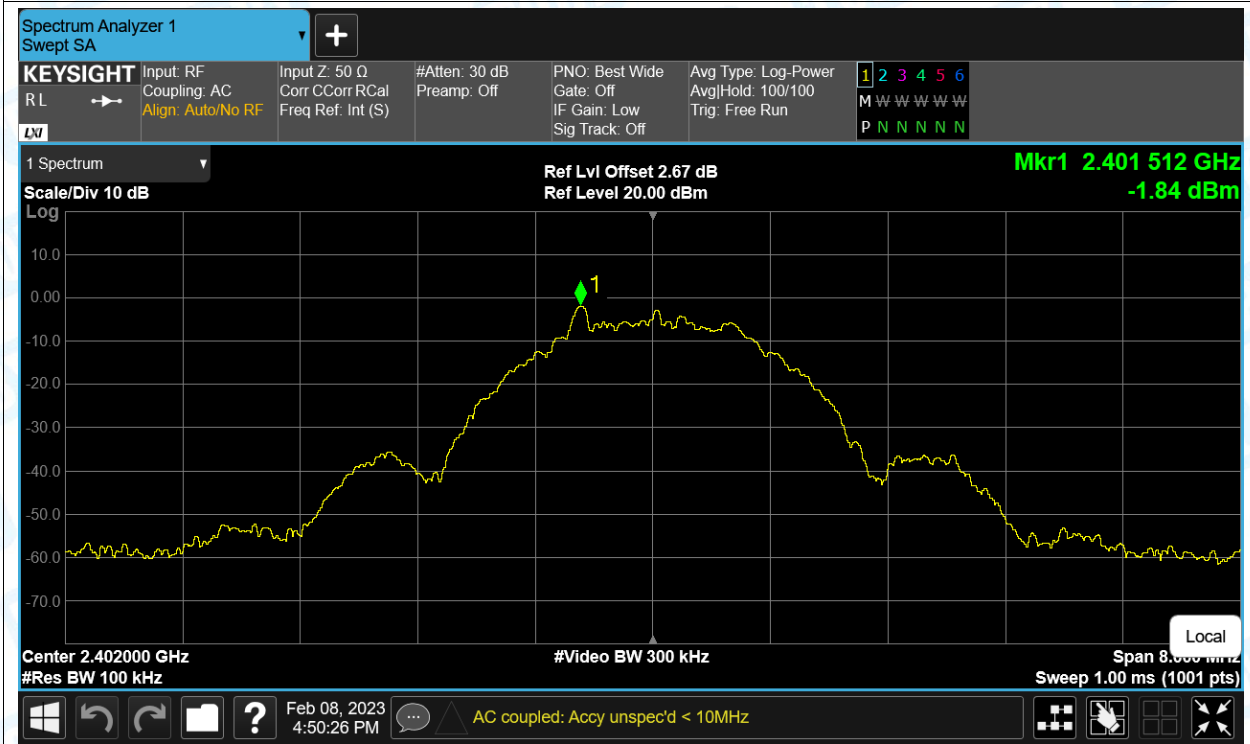 Spectrum Analyzer 1
Swept SA
+
KEYSIGHT
R L
LXI
Input: RF
Coupling: AC
Align: Auto/No RF
Input Z: 50 Ω
Corr CCorr RCal
Freq Ref: Int (S)
#Atten: 30 dB
Preamp: Off
PNO: Best Wide
Gate: Off
IF Gain: Low
Sig Track: Off
Avg Type: Log-Power
Avg|Hold: 100/100
Trig: Free Run
1 2 3 4 5 6
M W W W W W
P N N N N N
1 Spectrum
Scale/Div 10 dB
Ref Lvl Offset 2.67 dB
Ref Level 20.00 dBm
Mkr1 2.401 512 GHz
-1.84 dBm
Log
1
10.0
0.00
-10.0
-20.0
-30.0
-40.0
-50.0
-60.0
-70.0
Local
Center 2.402000 GHz
#Video BW 300 kHz
Span 8.000 MHz
#Res BW 100 kHz
Sweep 1.00 ms (1001 pts)
?
Feb 08, 2023
4:50:26 PM
AC coupled: Accy unspec'd < 10MHz